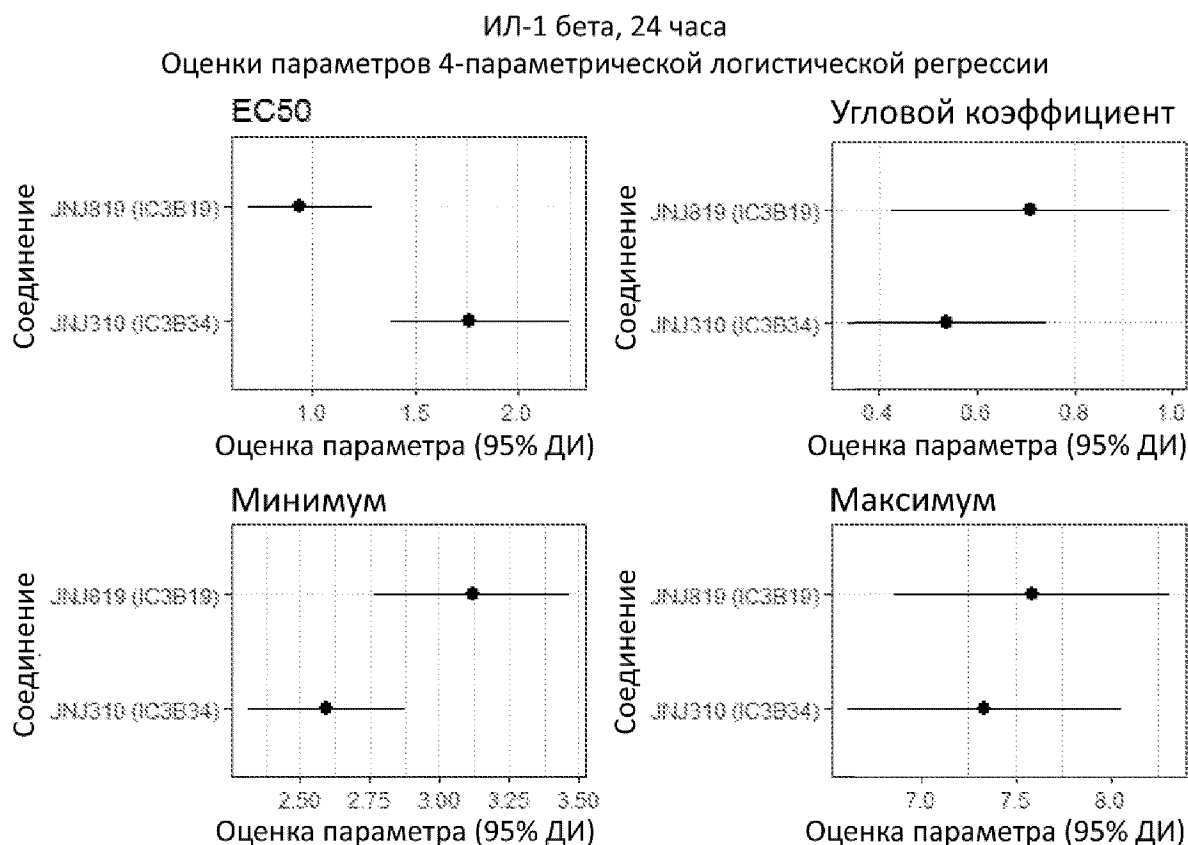 ИЛ-1 бета, 24 часа
Оценки параметров 4-параметрической логистической регрессии
EC50
Соединение
JNJ819 (IC3B19)
JNJ310 (IC3B34)
1.0 1.5 2.0
Оценка параметра (95% ДИ)
Угловой коэффициент
Соединение
JNJ819 (IC3B19)
JNJ310 (IC3B34)
0.4 0.6 0.8 1.0
Оценка параметра (95% ДИ)
Минимум
Соединение
JNJ819 (IC3B19)
JNJ310 (IC3B34)
2.50 2.75 3.00 3.25 3.50
Оценка параметра (95% ДИ)
Максимум
Соединение
JNJ819 (IC3B19)
JNJ310 (IC3B34)
7.0 7.5 8.0
Оценка параметра (95% ДИ)